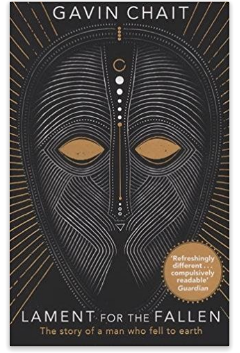 GAVIN CHAIT
'Refreshingly
different . . .
compulsively
readable'
Guardian
LAMENT FOR THE FALLEN
The story of a man who fell to earth